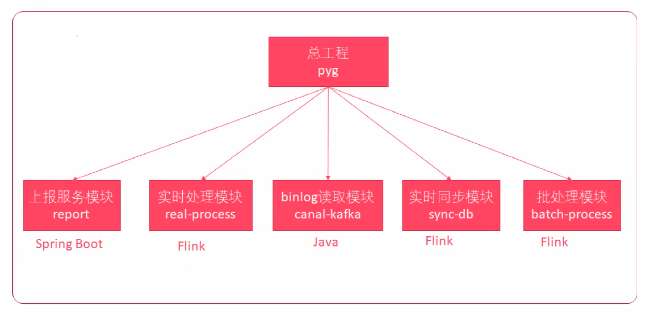 总工程
pyg
上报服务模块
report
实时处理模块
real-process
binlog读取模块
canal-kafka
实时同步模块
sync-db
批处理模块
batch-process
Spring Boot
Flink
Java
Flink
Flink